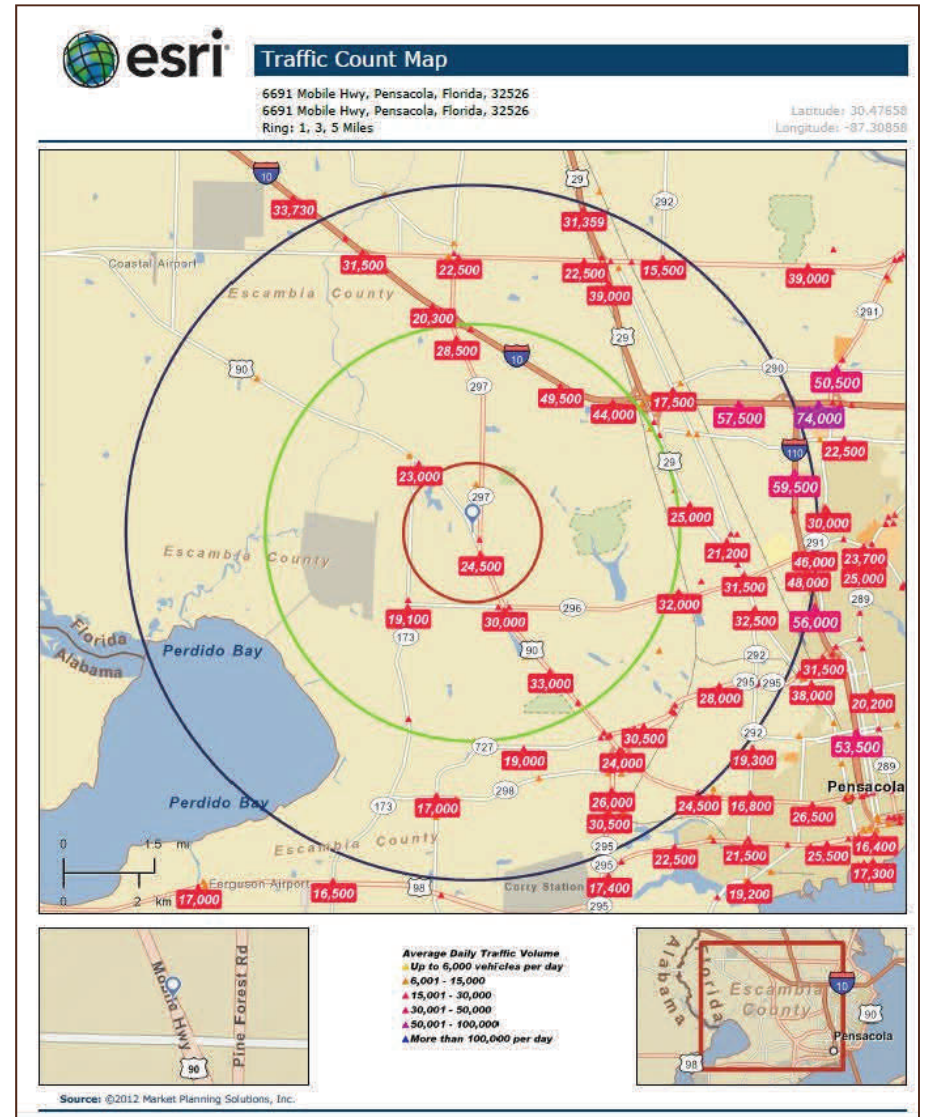 esri
Traffic Count Map
6691 Mobile Hwy, Pensacola, Florida, 32526
6691 Mobile Hwy, Pensacola, Florida, 32526
Ring: 1, 3, 5 Miles
Latitude: 30.47658
Longitude: -87.30858
10
29
292
33,730
31,359
Coastal Airport
31,500
22,500
22,500
15,500
39,000
Escambia County
39,000
20,300
291
28,500
29
10
90
290
297
50,500
49,500
44,000
17,500
57,500
74,000
110
22,500
29
23,000
59,500
297
25,000
30,000
291
Escambia County
24,500
21,200
46,000
23,700
31,500
48,000
25,000
289
19,100
30,000
296
32,000
32,500
56,000
Florida
Alabama
173
Perdido Bay
90
292
31,500
33,000
295
295
28,000
38,000
20,200
292
30,500
727
53,500
19,000
24,000
19,300
289
Pensacola
298
Perdido Bay
173
17,000
26,000
24,500
16,800
26,500
30,500
0
1.5
mi
Escambia County
295
22,500
21,500
25,500
16,400
295
17,300
Ferguson Airport
98
Corry Station
17,400
0
2
km
17,000
16,500
19,200
295
Mobile Hwy
Pine Forest Rd
90
Average Daily Traffic Volume
Up to 6,000 vehicles per day
6,001 - 15,000
15,001 - 30,000
30,001 - 50,000
50,001 - 100,000
More than 100,000 per day
Alabama
Florida
Escambia
County
10
90
Pensacola
98
Source: ©2012 Market Planning Solutions, Inc.